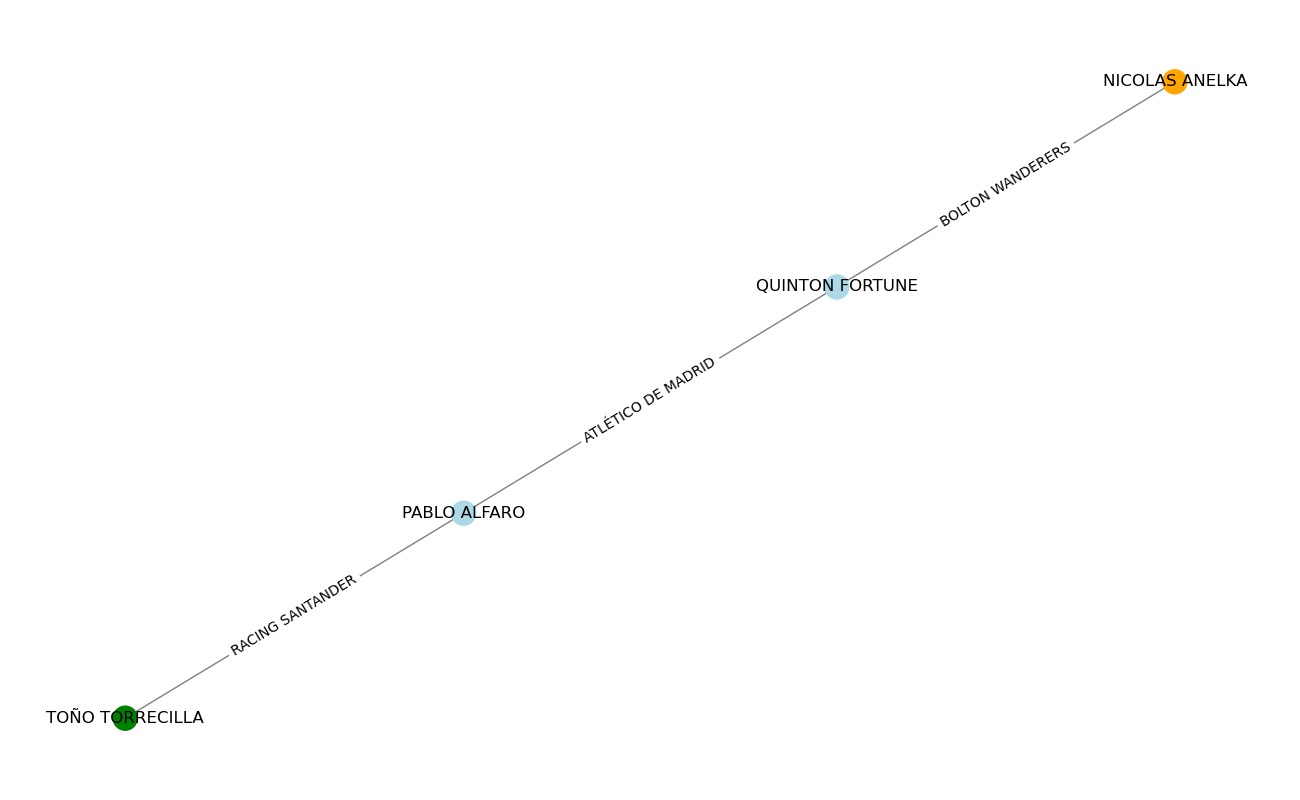 NICOLAS ANELKA
BOLTON WANDERERS
QUINTON FORTUNE
ATLÉTICO DE MADRID
PABLO ALFARO
RACING SANTANDER
TOÑO TORRECILLA